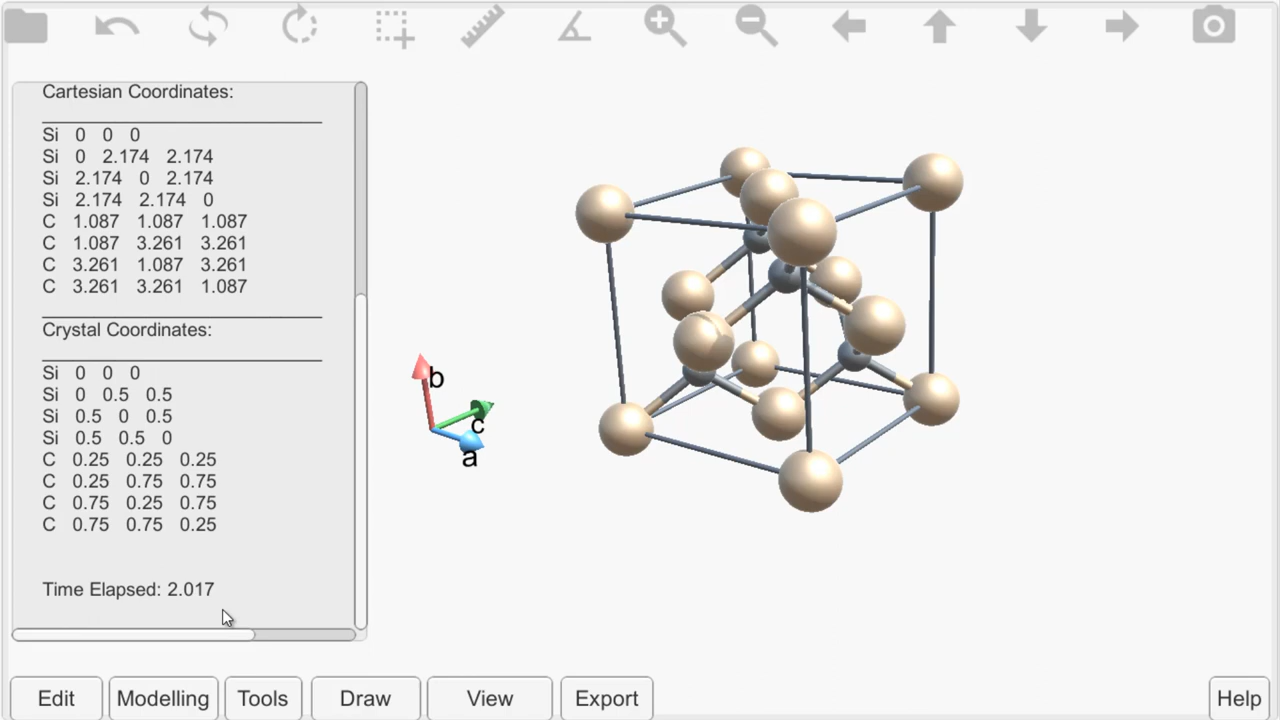 Cartesian Coordinates:
Si 0 0 0
Si 0 2.174 2.174
Si 2.174 0 2.174
Si 2.174 2.174 0
C 1.087 1.087 1.087
C 1.087 3.261 3.261
C 3.261 1.087 3.261
C 3.261 3.261 1.087
Crystal Coordinates:
Si 0 0 0
Si 0 0.5 0.5
Si 0.5 0 0.5
Si 0.5 0.5 0
C 0.25 0.25 0.25
C 0.25 0.75 0.75
C 0.75 0.25 0.75
C 0.75 0.75 0.25
Time Elapsed: 2.017
b
c
a
Edit Modelling Tools Draw View Export Help